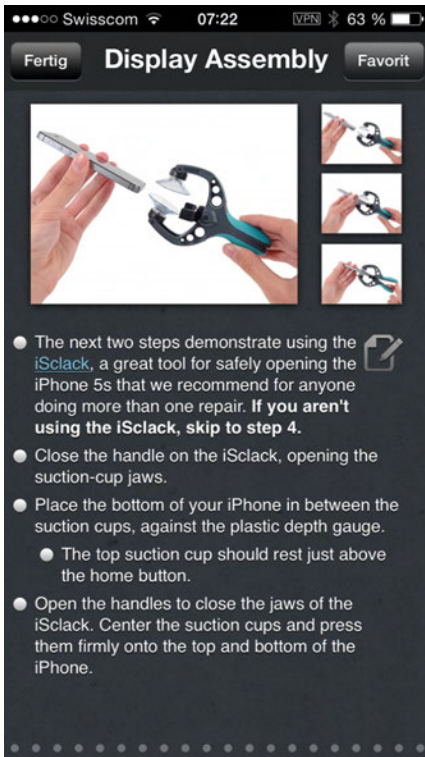 Swisscom 07:22 VPN 63 %
Fertig Display Assembly Favorit
The next two steps demonstrate using the
iSclack, a great tool for safely opening the
iPhone 5s that we recommend for anyone
doing more than one repair. If you aren't
using the iSclack, skip to step 4.
Close the handle on the iSclack, opening the
suction-cup jaws.
Place the bottom of your iPhone in between the
suction cups, against the plastic depth gauge.
The top suction cup should rest just above
the home button.
Open the handles to close the jaws of the
iSclack. Center the suction cups and press
them firmly onto the top and bottom of the
iPhone.